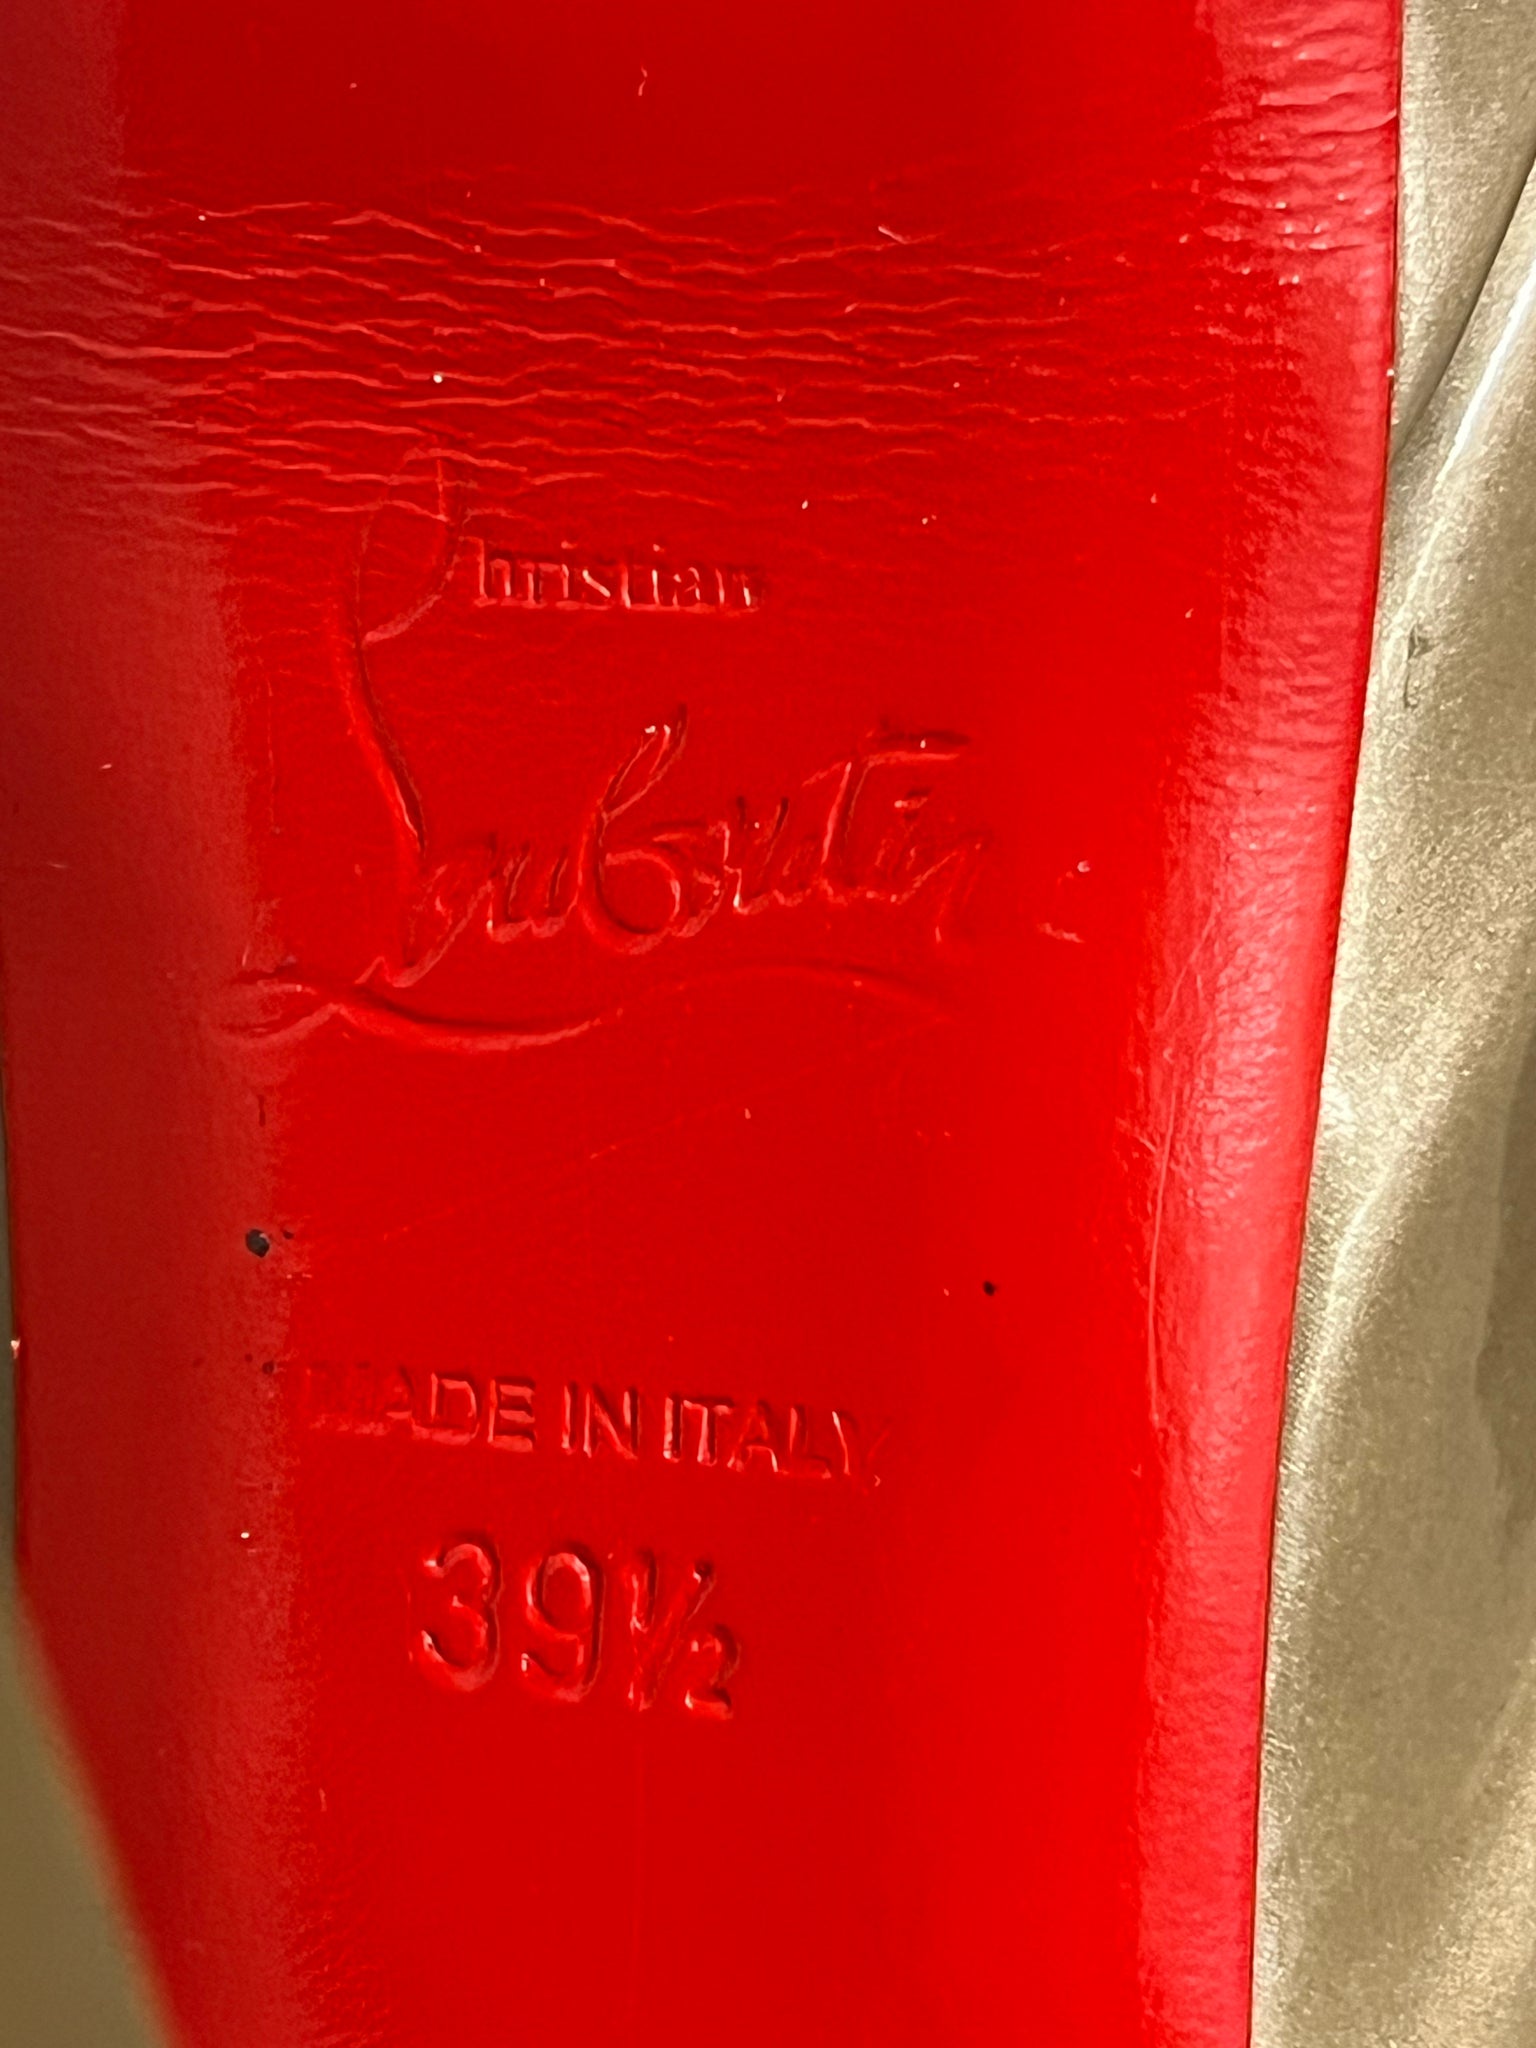 Christian
Louboutin
MADE IN ITALY
39½